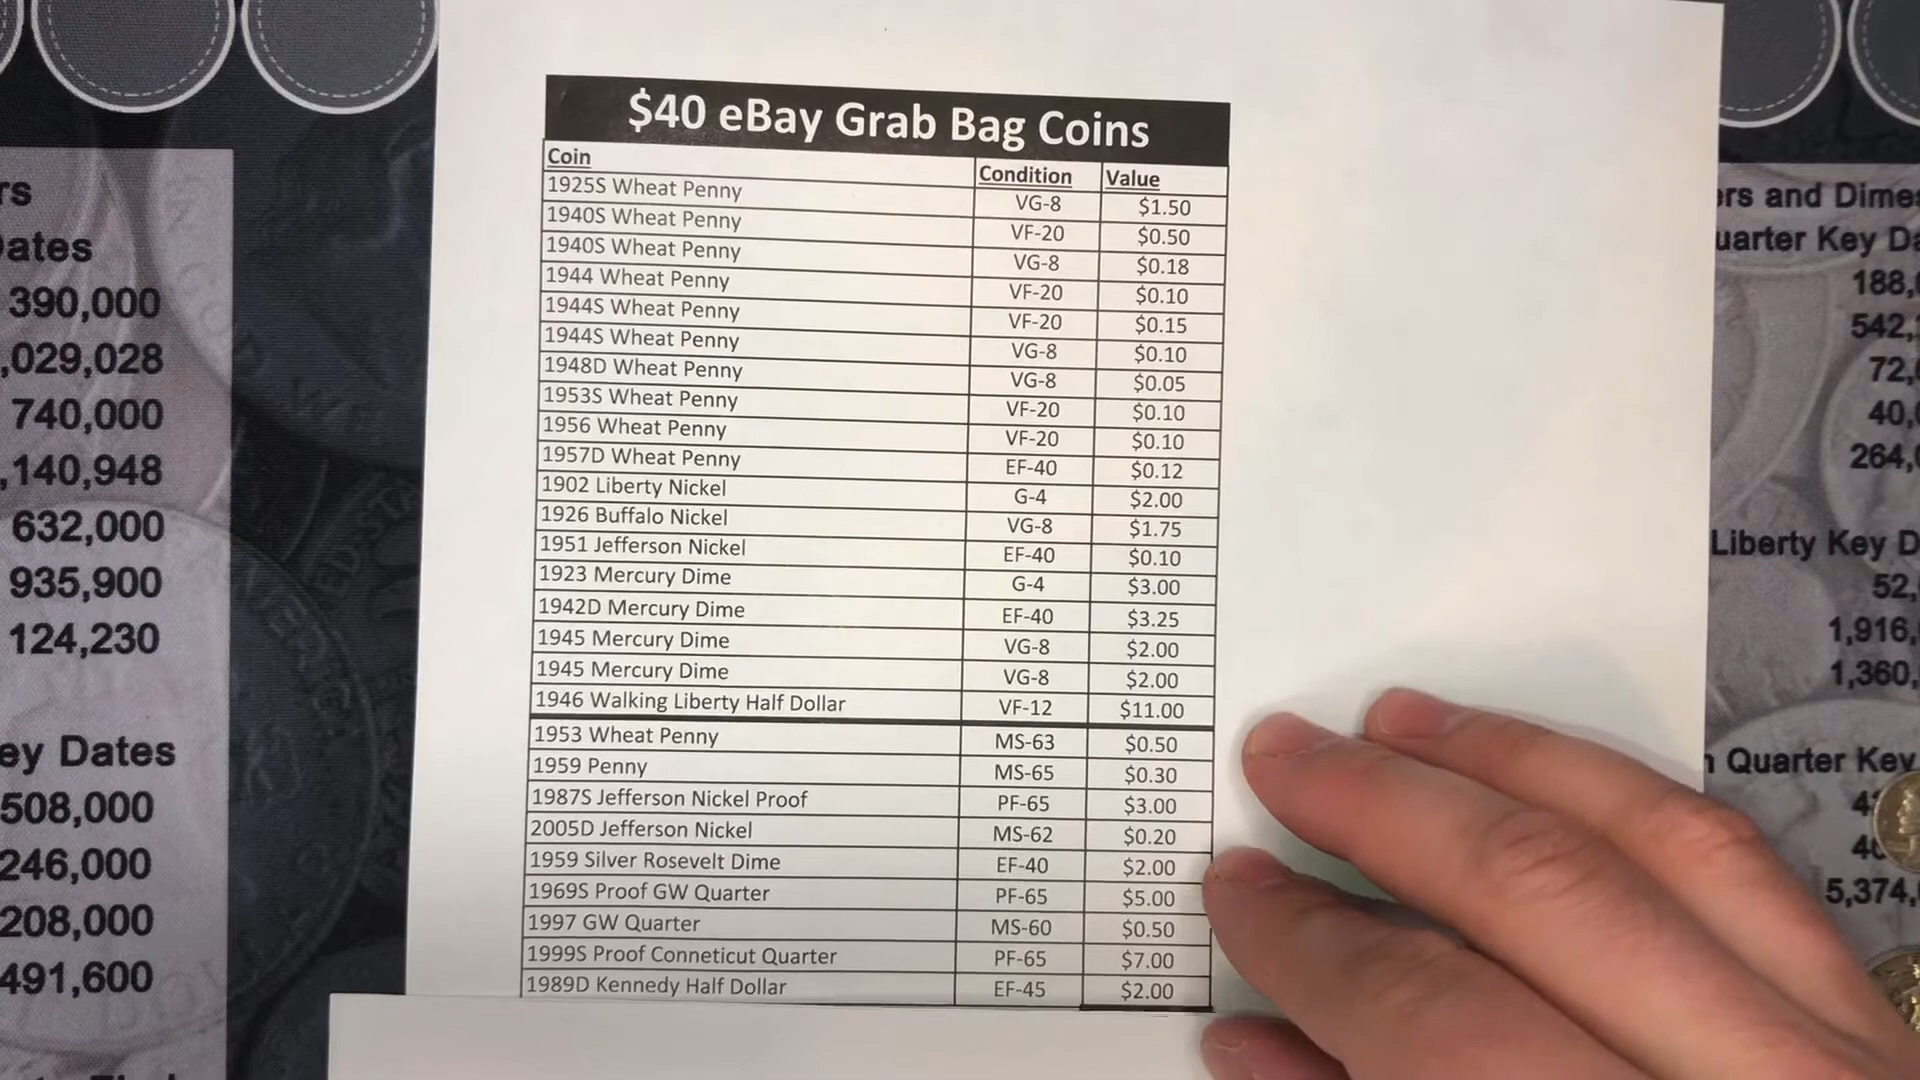 $40 eBay Grab Bag Coins
Coin Condition Value
1925S Wheat Penny VG-8 $1.50
1940S Wheat Penny VF-20 $0.50
1940S Wheat Penny VG-8 $0.18
1944 Wheat Penny VF-20 $0.10
1944S Wheat Penny VF-20 $0.15
1944S Wheat Penny VG-8 $0.10
1948D Wheat Penny VG-8 $0.05
1953S Wheat Penny VF-20 $0.10
1956 Wheat Penny VF-20 $0.10
1957D Wheat Penny EF-40 $0.12
1902 Liberty Nickel G-4 $2.00
1926 Buffalo Nickel VG-8 $1.75
1951 Jefferson Nickel EF-40 $0.10
1923 Mercury Dime G-4 $3.00
1942D Mercury Dime EF-40 $3.25
1945 Mercury Dime VG-8 $2.00
1945 Mercury Dime VG-8 $2.00
1946 Walking Liberty Half Dollar VF-12 $11.00
1953 Wheat Penny MS-63 $0.50
1959 Penny MS-65 $0.30
1987S Jefferson Nickel Proof PF-65 $3.00
2005D Jefferson Nickel MS-62 $0.20
1959 Silver Rosevelt Dime EF-40 $2.00
1969S Proof GW Quarter PF-65 $5.00
1997 GW Quarter MS-60 $0.50
1999S Proof Conneticut Quarter PF-65 $7.00
1989D Kennedy Half Dollar EF-45 $2.00
rs
ates
390,000
,029,028
740,000
,140,948
632,000
935,900
124,230
ey Dates
508,000
246,000
208,000
491,600
rs and Dimes
uarter Key Da
188,
542,
72,
40,
264,
Liberty Key D
52,
1,916,
1,360,
Quarter Key
5,374,